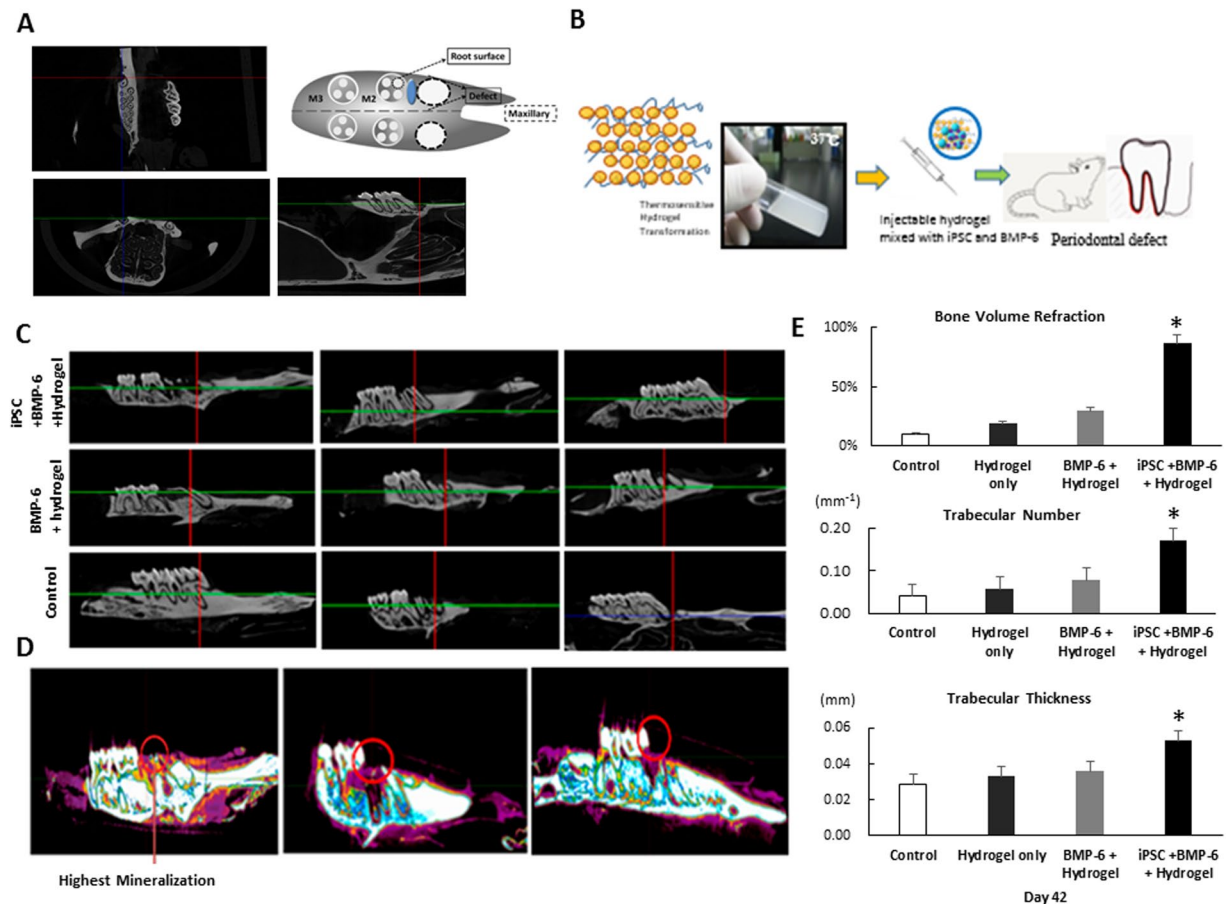 A
Root surface
M3
M2
Defect
Maxillary
B
37℃
Thermosensitive
Hydrogel
Transformation
Injectable hydrogel
mixed with iPSC and BMP-6
Periodontal defect
C
iPSC
+BMP-6
+Hydrogel
BMP-6
+ hydrogel
Control
D
Highest Mineralization
E
Bone Volume Refraction
*
100%
50%
0%
Control
Hydrogel
only
BMP-6 +
Hydrogel
iPSC +BMP-6
+ Hydrogel
(mm⁻¹)
Trabecular Number
*
0.20
0.10
0.00
Control
Hydrogel
only
BMP-6 +
Hydrogel
iPSC +BMP-6
+ Hydrogel
(mm)
Trabecular Thickness
*
0.06
0.04
0.02
0.00
Control
Hydrogel only
BMP-6 +
Hydrogel
iPSC +BMP-6
+ Hydrogel
Day 42